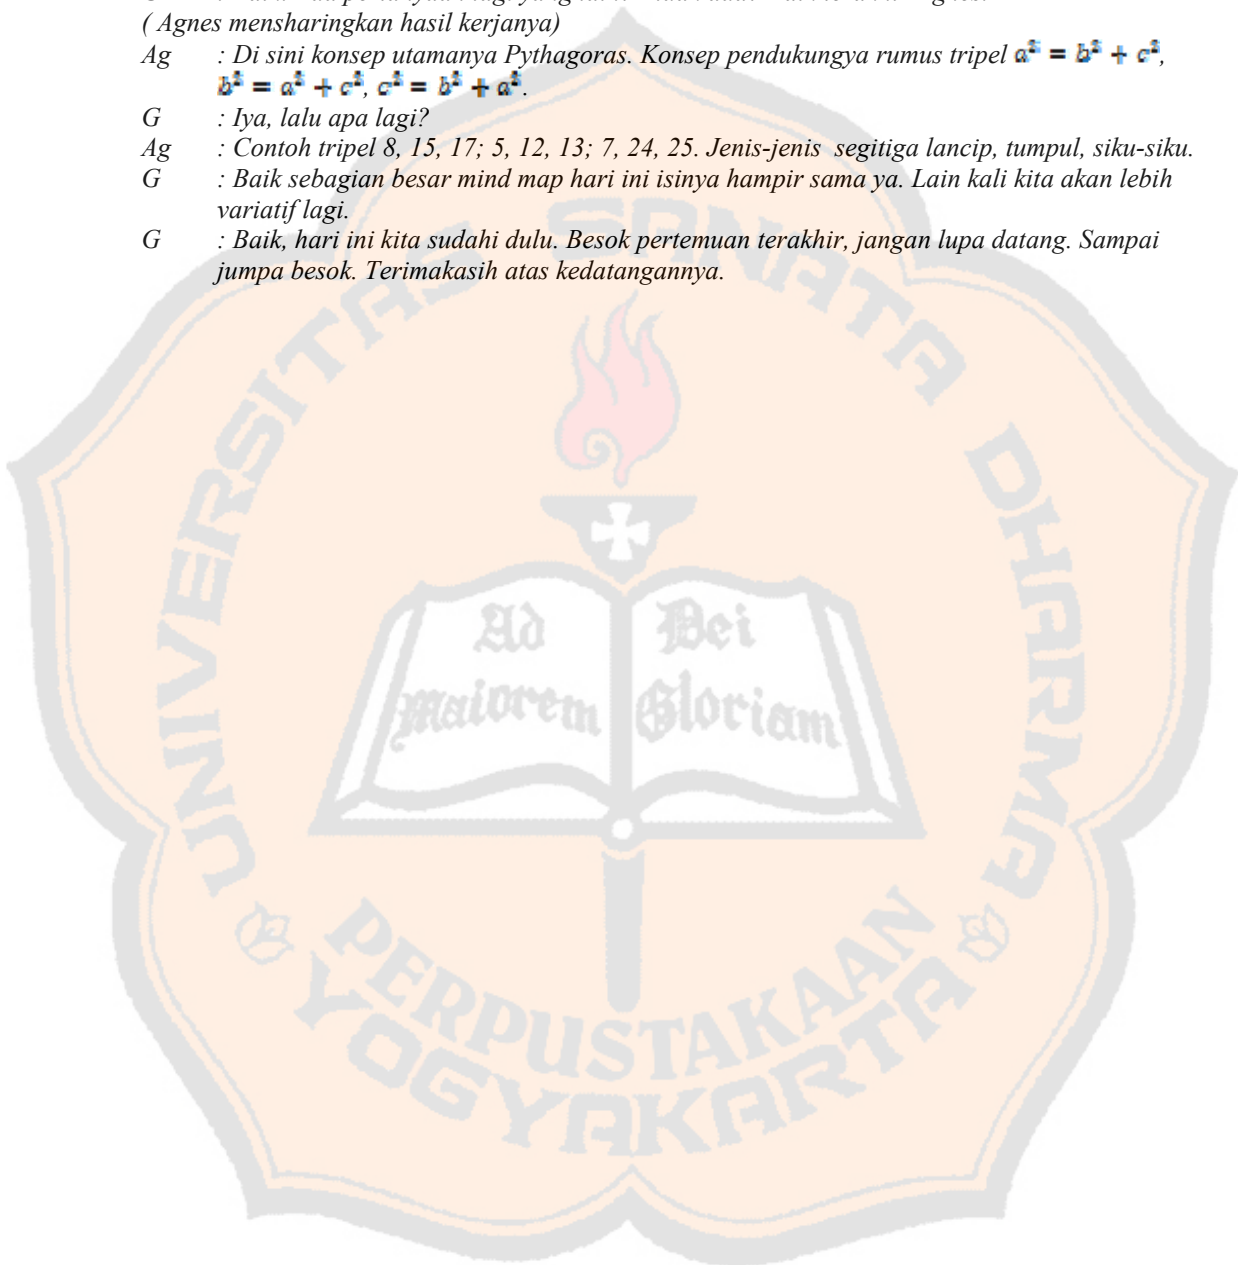 ( Agnes mensharingkan hasil kerjanya)
Ag : Di sini konsep utamanya Pythagoras. Konsep pendukungya rumus tripel a² = b² + c²,
b² = a² + c², c² = b² + a².
G : Iya, lalu apa lagi?
Ag : Contoh tripel 8, 15, 17; 5, 12, 13; 7, 24, 25. Jenis-jenis segitiga lancip, tumpul, siku-siku.
G : Baik sebagian besar mind map hari ini isinya hampir sama ya. Lain kali kita akan lebih
variatif lagi.
G : Baik, hari ini kita sudahi dulu. Besok pertemuan terakhir, jangan lupa datang. Sampai
jumpa besok. Terimakasih atas kedatangannya.
UNIVERSITAS SANATA DHARMA
Ad Dei
maiorem Gloriam
PERPUSTAKAAN
YOGYAKARTA